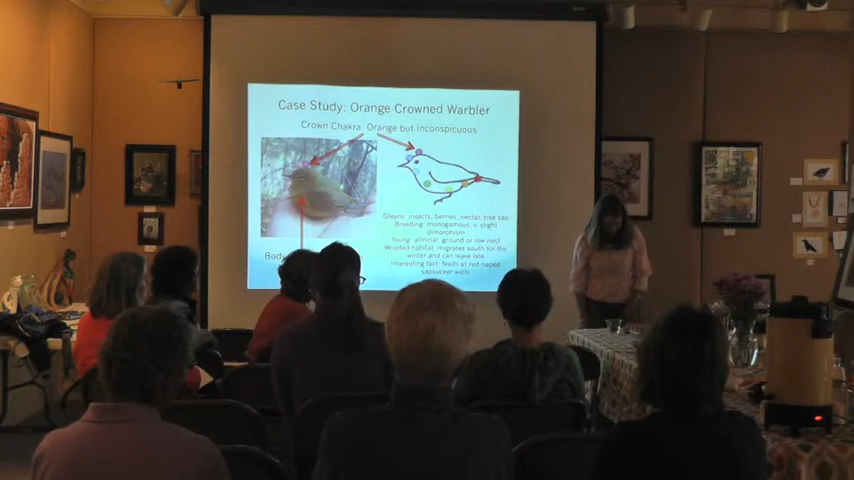 Case Study: Orange Crowned Warbler
Crown Chakra: Orange but Inconspicuous
Gleans: insects, berries, nectar, tree sap
Breeding: monogamous, v. slight
dimorphism
Young: altricial, ground or low nest
Wooded habitat, migrates south for the
winter and can leave late
Interesting fact: feeds at red naped
sapsucker wells
Body